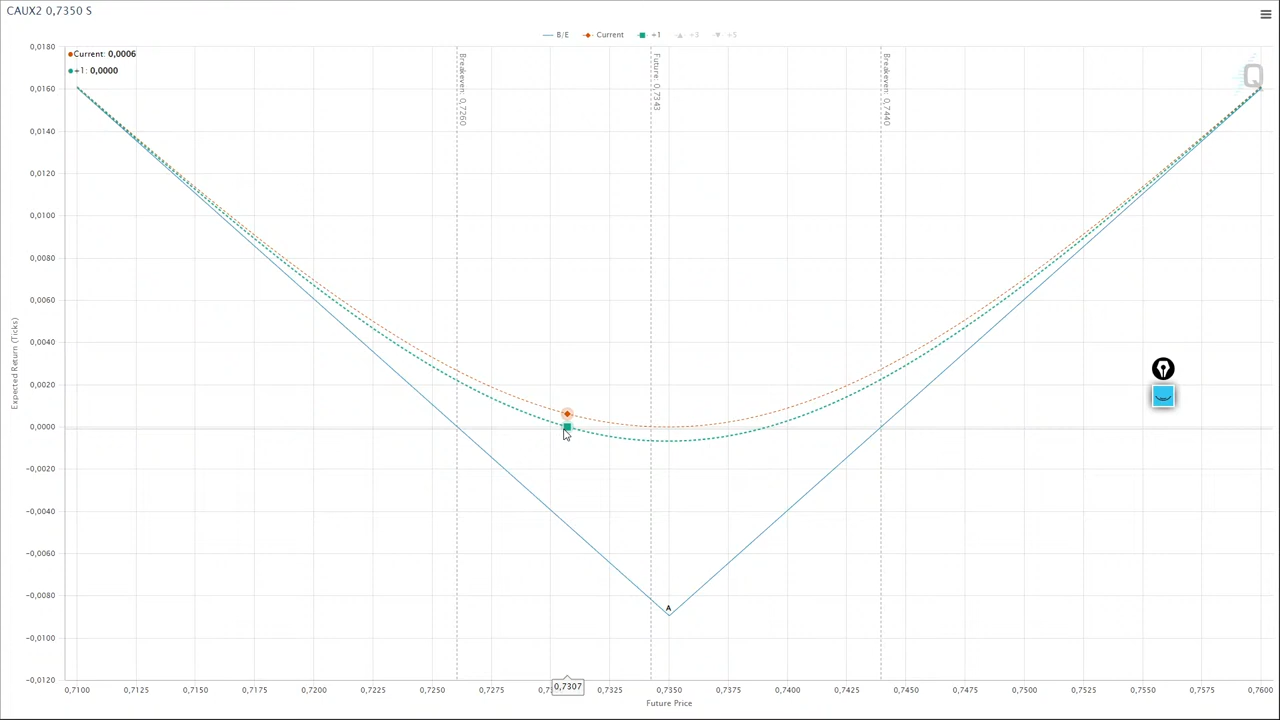 CAUX2 0,7350 S
B/E Current +1 +3 +5
Current: 0,0006
+1: 0,0000
Breakeven: 0,7260
Future: 0,7343
Breakeven: 0,7440
Q
0,0180
0,0160
0,0140
0,0120
0,0100
0,0080
0,0060
0,0040
0,0020
0,0000
−0,0020
−0,0040
−0,0060
−0,0080
−0,0100
−0,0120
Expected Return (Ticks)
A
0,7100 0,7125 0,7150 0,7175 0,7200 0,7225 0,7250 0,7275 0,7307 0,7325 0,7350 0,7375 0,7400 0,7425 0,7450 0,7475 0,7500 0,7525 0,7550 0,7575 0,7600
Future Price